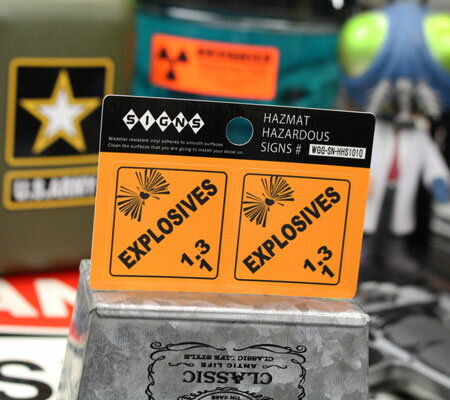 SIGNS
Weather resistant vinyl adheres to smooth surfaces.
Clean the surfaces that you are going to install your decal on.
HAZMAT
HAZARDOUS
SIGNS # WGG-SN-HHS1010
EXPLOSIVES
1.3
1
EXPLOSIVES
1.3
1
U.S. ARMY
CLASSIC LIFE STYLE
ANTIC LIFE
CLASSIC
TIN CASE